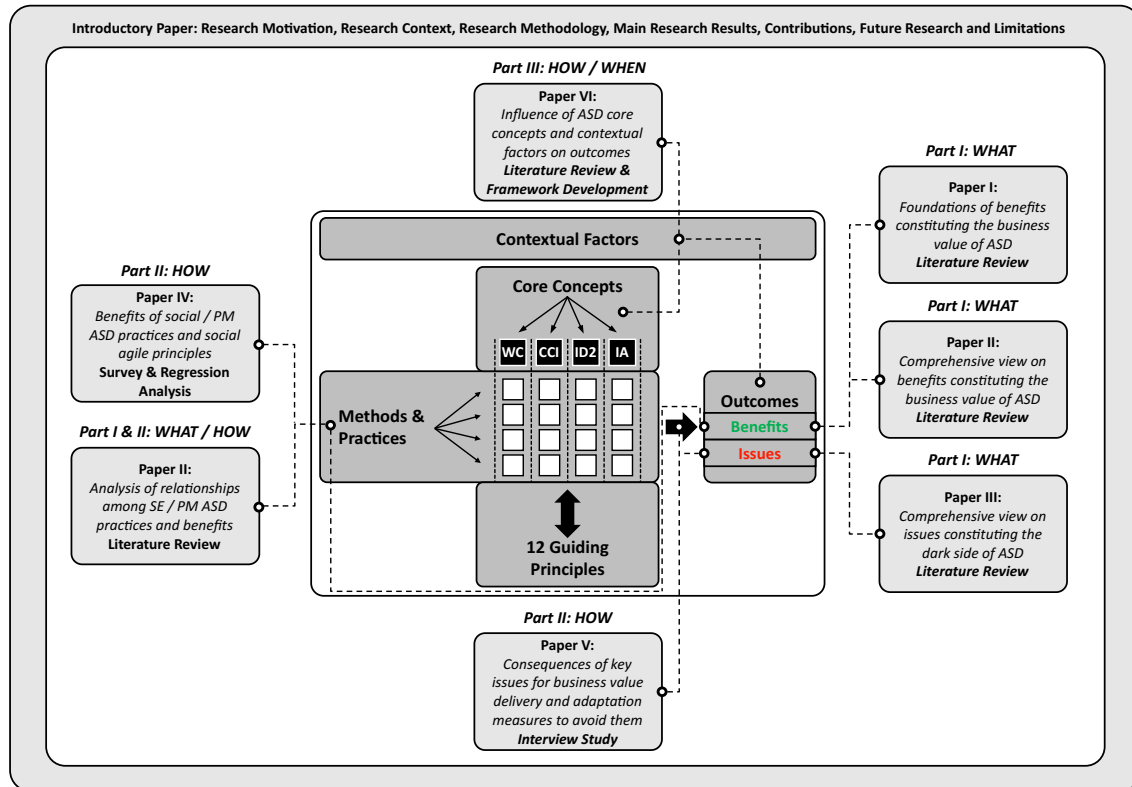 Introductory Paper: Research Motivation, Research Context, Research Methodology, Main Research Results, Contributions, Future Research and Limitations
Part III: HOW / WHEN
Paper VI:
Influence of ASD core
concepts and contextual
factors on outcomes
Literature Review &
Framework Development
Part I: WHAT
Paper I:
Foundations of benefits
constituting the business
value of ASD
Literature Review
Contextual Factors
Part II: HOW
Paper IV:
Benefits of social / PM
ASD practices and social
agile principles
Survey & Regression
Analysis
Core Concepts
WC CCI ID2 IA
Part I: WHAT
Paper II:
Comprehensive view on
benefits constituting the
business value of ASD
Literature Review
Methods &
Practices
Outcomes
Benefits
Issues
Part I & II: WHAT / HOW
Paper II:
Analysis of relationships
among SE / PM ASD
practices and benefits
Literature Review
Part I: WHAT
Paper III:
Comprehensive view on
issues constituting the
dark side of ASD
Literature Review
12 Guiding
Principles
Part II: HOW
Paper V:
Consequences of key
issues for business value
delivery and adaptation
measures to avoid them
Interview Study